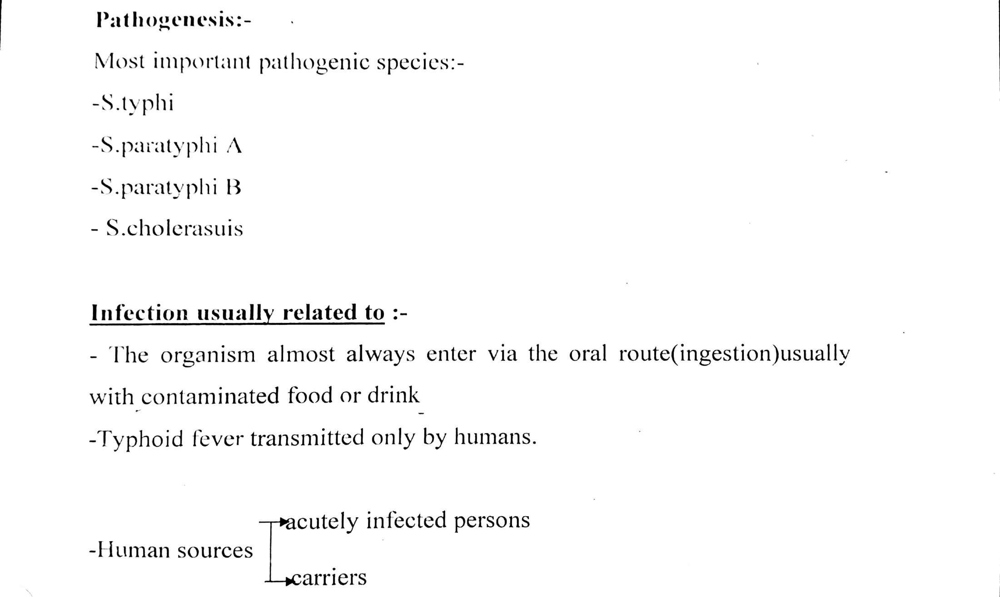 Pathogenesis:-
Most important pathogenic species:-
-S.typhi
-S.paratyphi A
-S.paratyphi B
- S.cholerasuis
Infection usually related to :-
- The organism almost always enter via the oral route(ingestion)usually
with contaminated food or drink
-Typhoid fever transmitted only by humans.
acutely infected persons
-Human sources
carriers